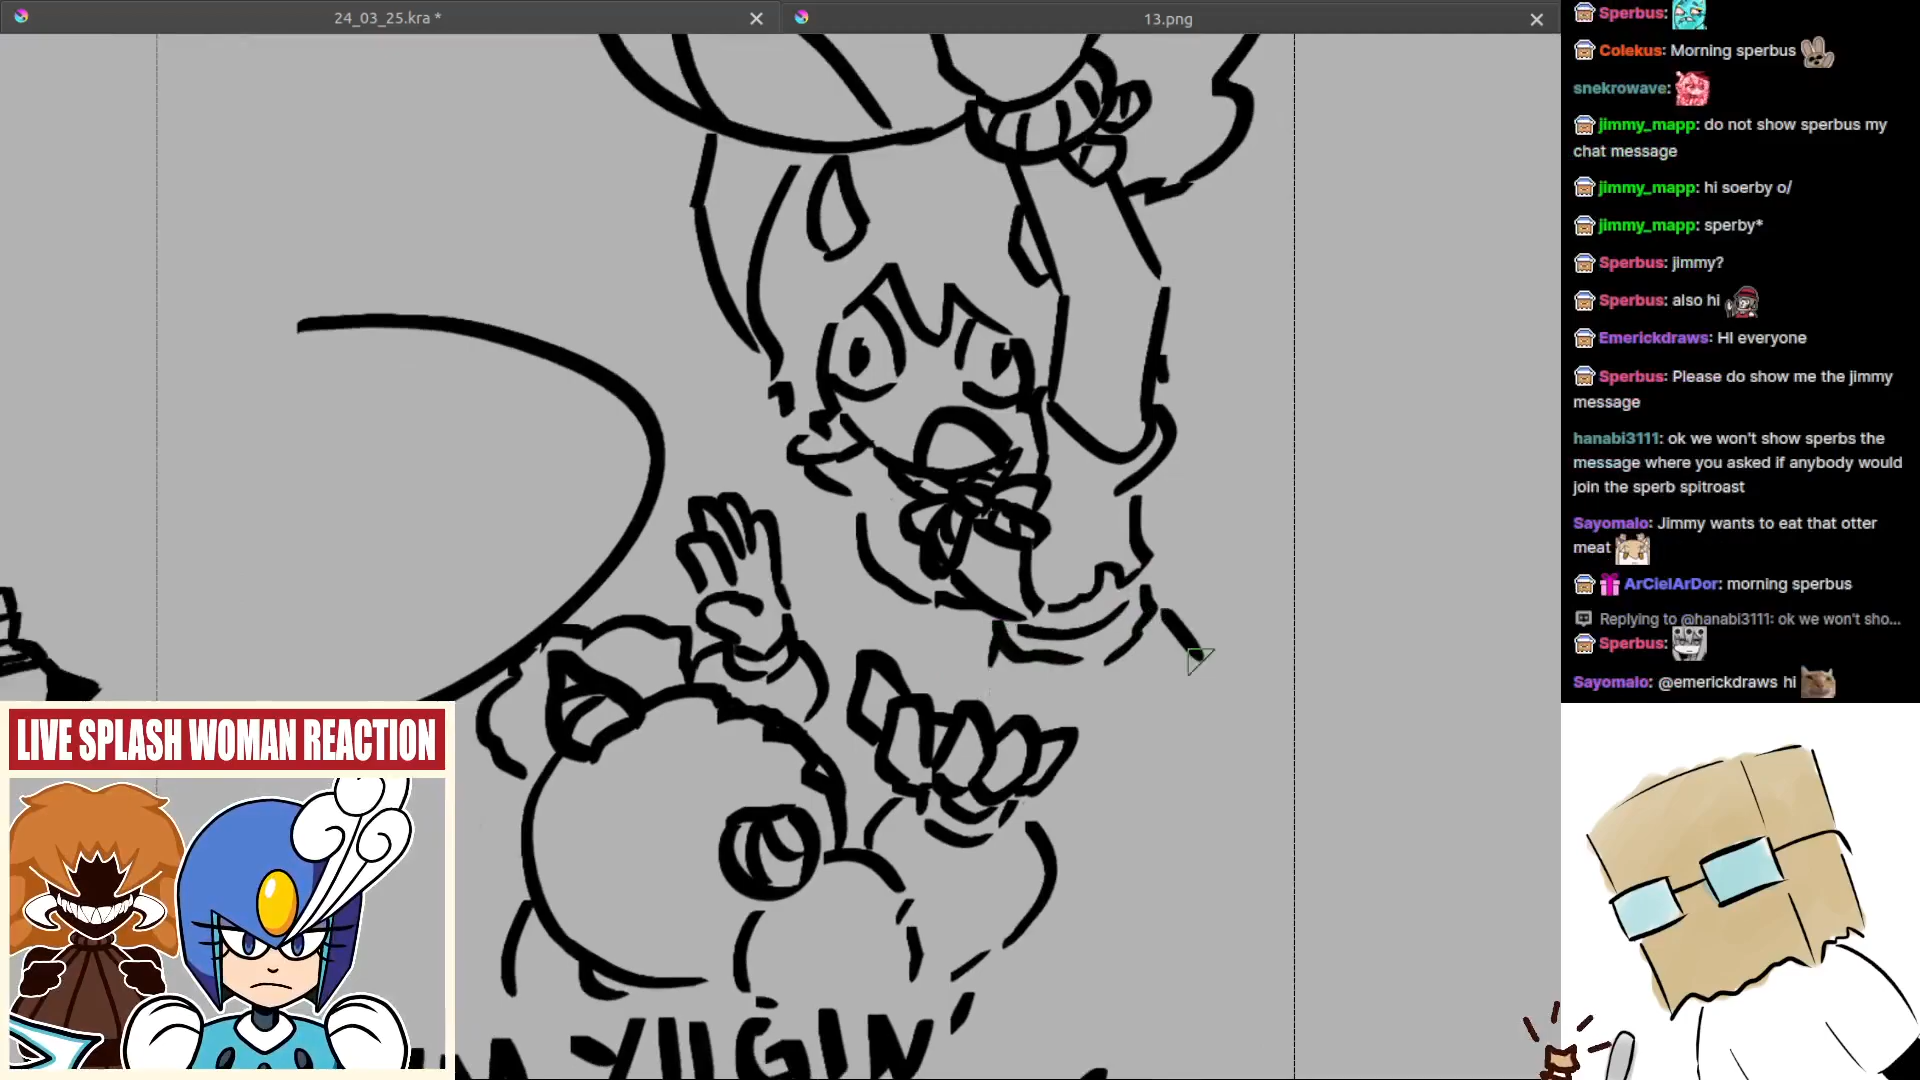 24_03_25.kra *
13.png
Sperbus:
Colekus: Morning sperbus
snekrowave:
jimmy_mapp: do not show sperbus my
chat message
jimmy_mapp: hi soerby o/
jimmy_mapp: sperby*
Sperbus: jimmy?
Sperbus: also hi
Emerickdraws: HI everyone
Sperbus: Please do show me the jimmy
message
hanabi3111: ok we won't show sperbs the
message where you asked if anybody would
join the sperb spitroast
Sayomalo: Jimmy wants to eat that otter
meat
ArCielArDor: morning sperbus
Replying to @hanabi3111: ok we won't sho...
Sperbus:
Sayomalo: @emerickdraws hi
LIVE SPLASH WOMAN REACTION